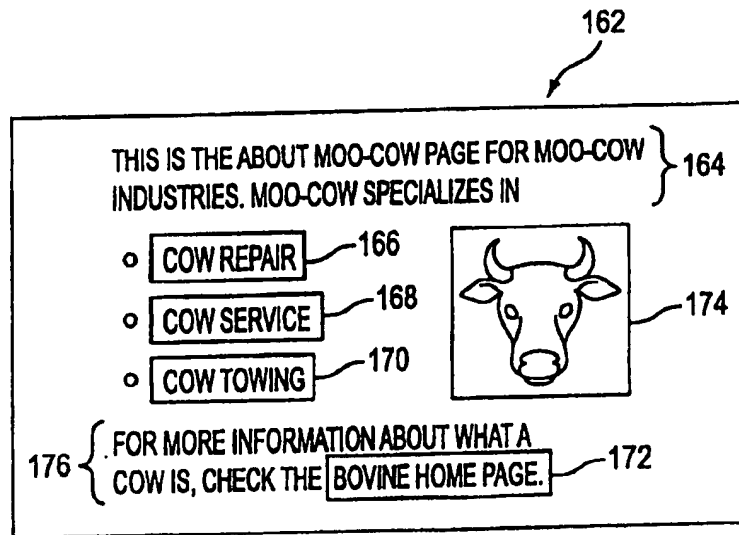 162
THIS IS THE ABOUT MOO-COW PAGE FOR MOO-COW
INDUSTRIES. MOO-COW SPECIALIZES IN
164
COW REPAIR
166
COW SERVICE
168
174
COW TOWING
170
176
FOR MORE INFORMATION ABOUT WHAT A
COW IS, CHECK THE BOVINE HOME PAGE.
172